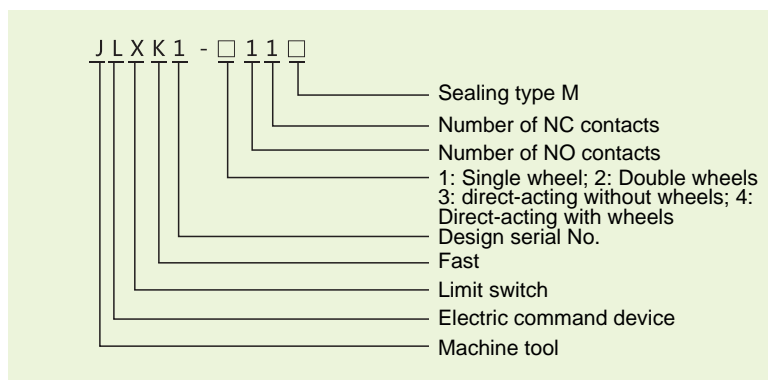 JLXK1-□11□
Sealing type M
Number of NC contacts
Number of NO contacts
1: Single wheel; 2: Double wheels
3: direct-acting without wheels; 4:
Direct-acting with wheels
Design serial No.
Fast
Limit switch
Electric command device
Machine tool